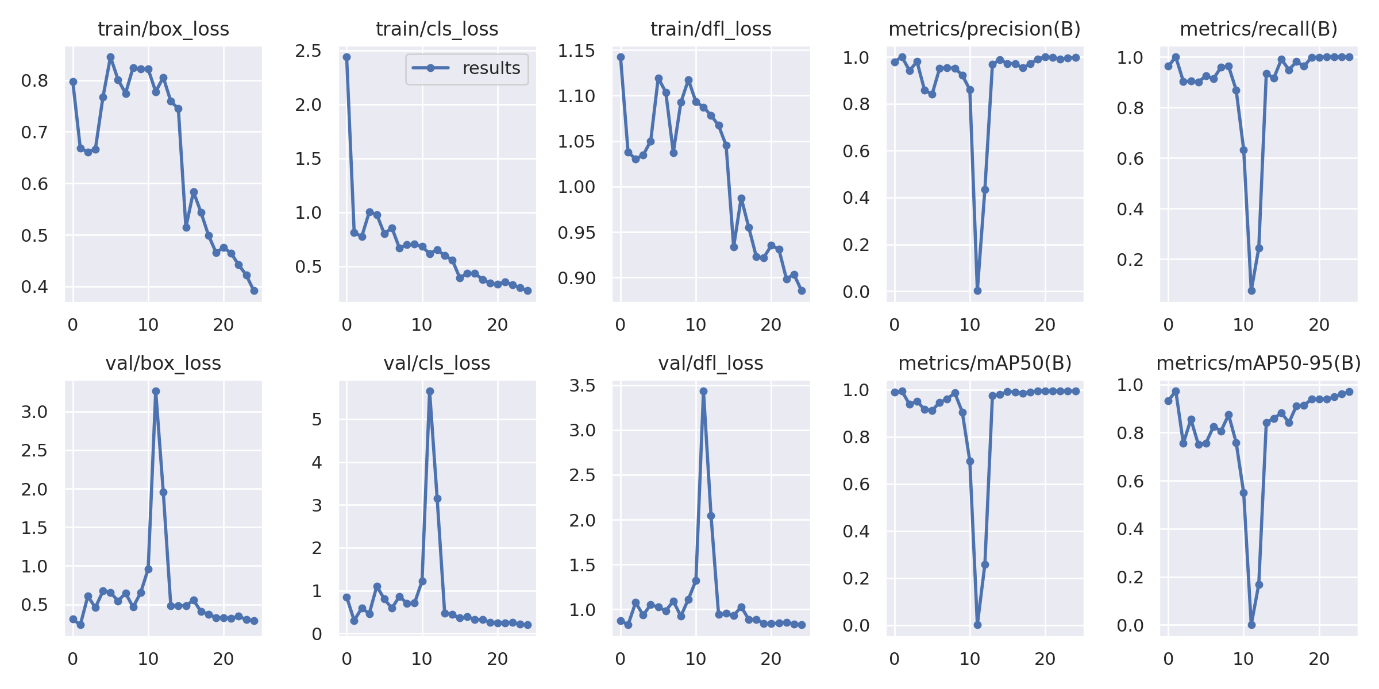 train/box_loss
0.8
0.7
0.6
0.5
0.4
0 10 20
train/cls_loss
results
2.5
2.0
1.5
1.0
0.5
0 10 20
train/dfl_loss
1.15
1.10
1.05
1.00
0.95
0.90
0 10 20
metrics/precision(B)
1.0
0.8
0.6
0.4
0.2
0.0
0 10 20
metrics/recall(B)
1.0
0.8
0.6
0.4
0.2
0 10 20
val/box_loss
3.0
2.5
2.0
1.5
1.0
0.5
0 10 20
val/cls_loss
5
4
3
2
1
0
0 10 20
val/dfl_loss
3.5
3.0
2.5
2.0
1.5
1.0
0 10 20
metrics/mAP50(B)
1.0
0.8
0.6
0.4
0.2
0.0
0 10 20
metrics/mAP50-95(B)
1.0
0.8
0.6
0.4
0.2
0.0
0 10 20